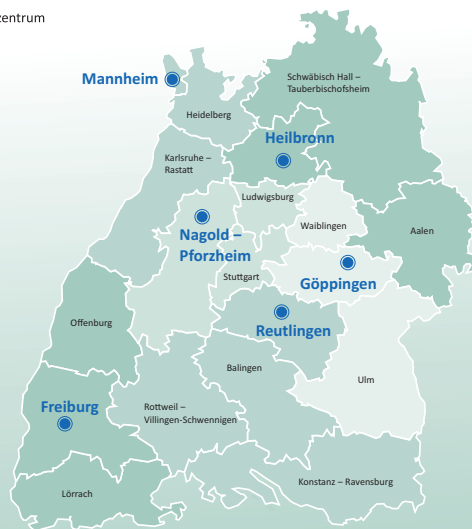 zentrum
Schwäbisch Hall –
Tauberbischofsheim
Mannheim
Heidelberg
Heilbronn
Karlsruhe –
Rastatt
Ludwigsburg
Waiblingen
Aalen
Nagold –
Pforzheim
Stuttgart
Göppingen
Offenburg
Reutlingen
Balingen
Ulm
Freiburg
Rottweil –
Villingen-Schwennigen
Konstanz – Ravensburg
Lörrach